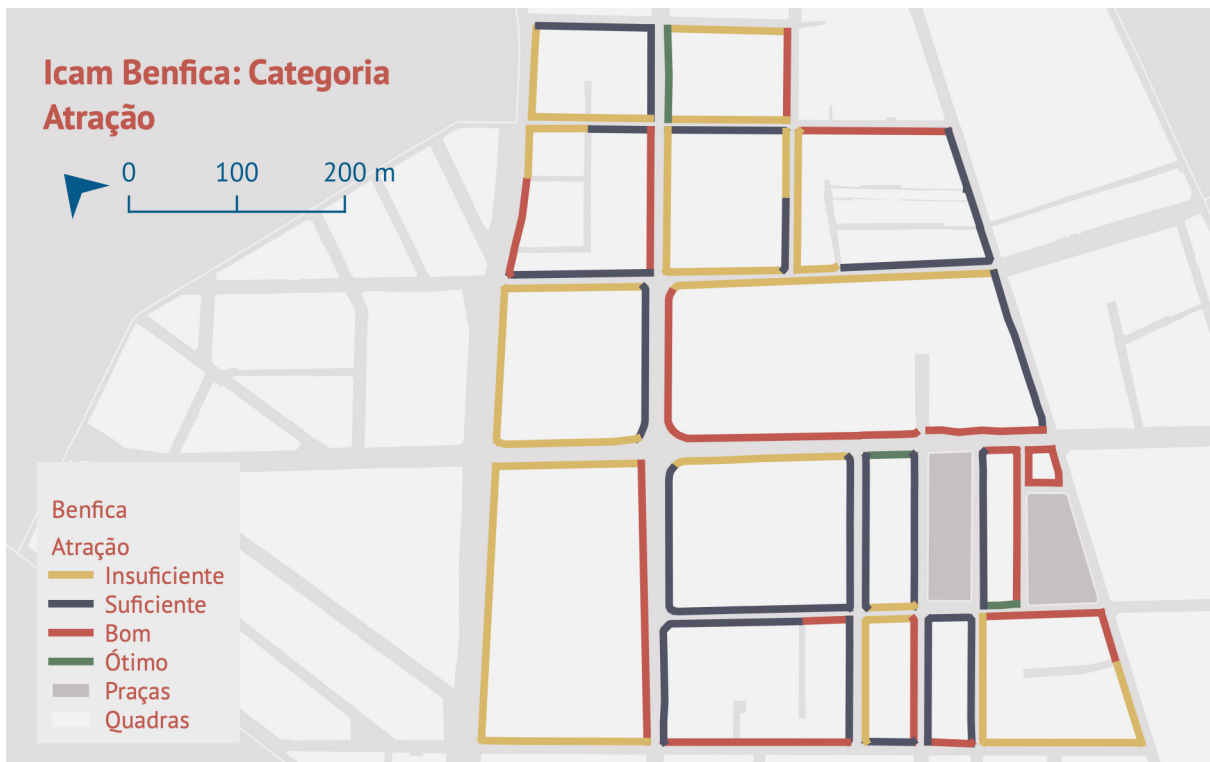 Icam Benfica: Categoria
Atração
0 100 200 m
Benfica
Atração
Insuficiente
Suficiente
Bom
Ótimo
Praças
Quadras